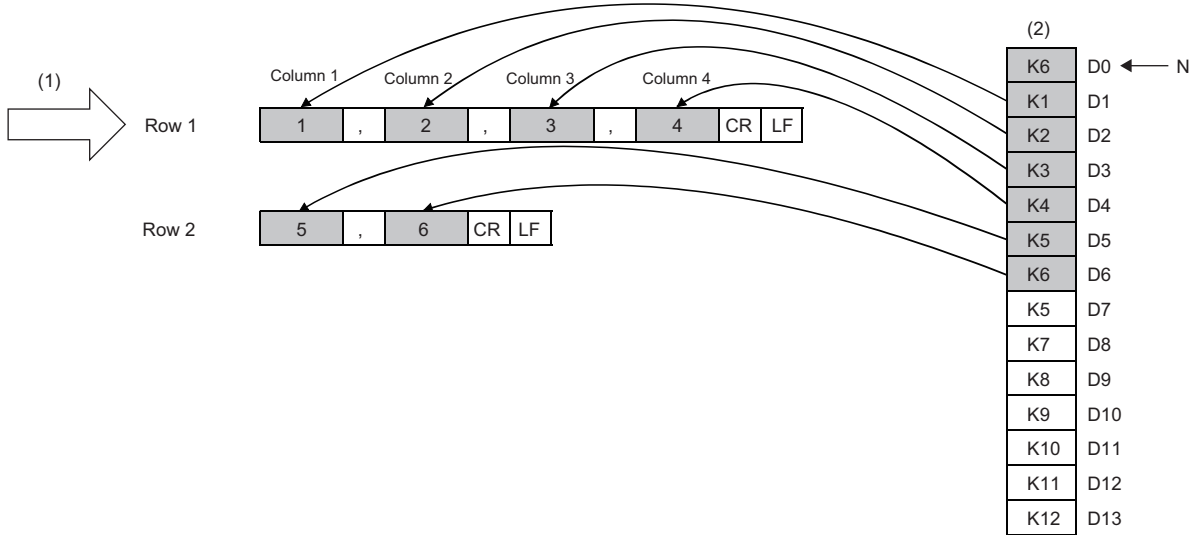 (2)
K6 D0 N
(1)
Column 1 Column 2 Column 3 Column 4
K1 D1
Row 1 1 , 2 , 3 , 4 CR LF
K2 D2
K3 D3
K4 D4
Row 2 5 , 6 CR LF
K5 D5
K6 D6
K5 D7
K7 D8
K8 D9
K9 D10
K10 D11
K11 D12
K12 D13